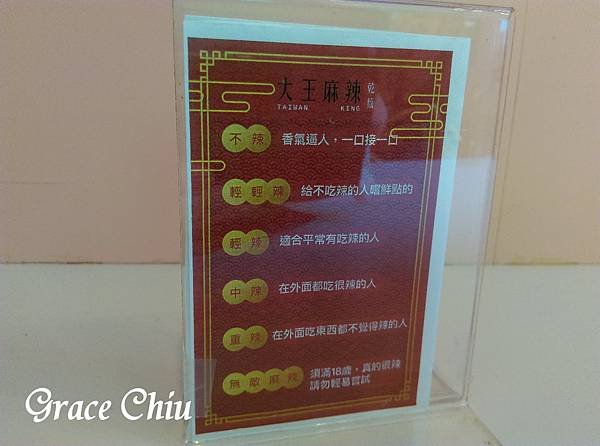 大王麻辣 乾麵
TAIWAN KING
不辣 香氣逼人，一口接一口
輕輕辣 給不吃辣的人嚐鮮點的
輕辣 適合平常有吃辣的人
中辣 在外面都吃很辣的人
重辣 在外面吃東西都不覺得辣的人
無敵麻辣 須滿18歲，真的很辣
請勿輕易嘗試
Grace Chiu